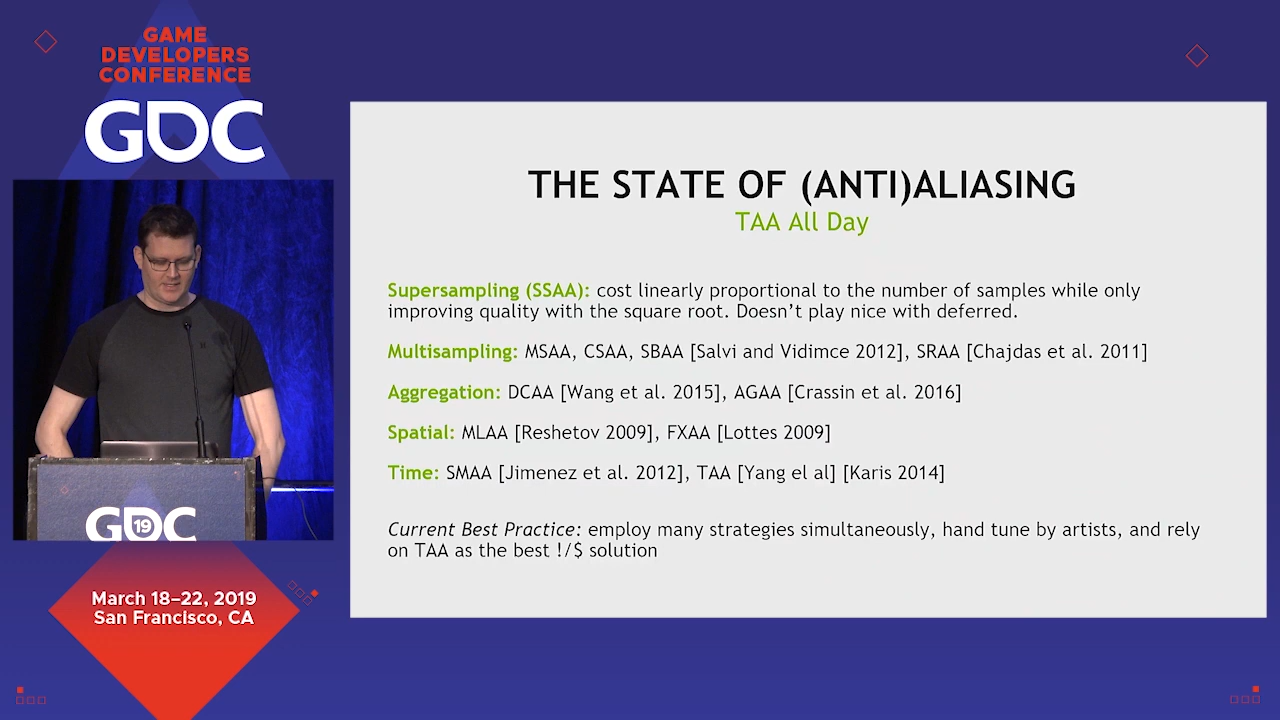 GAME
DEVELOPERS
CONFERENCE
GDC
THE STATE OF (ANTI)ALIASING
TAA All Day
Supersampling (SSAA): cost linearly proportional to the number of samples while only
improving quality with the square root. Doesn't play nice with deferred.
Multisampling: MSAA, CSAA, SBAA [Salvi and Vidimce 2012], SRAA [Chajdas et al. 2011]
Aggregation: DCAA [Wang et al. 2015], AGAA [Crassin et al. 2016]
Spatial: MLAA [Reshetov 2009], FXAA [Lottes 2009]
Time: SMAA [Jimenez et al. 2012], TAA [Yang el al] [Karis 2014]
Current Best Practice: employ many strategies simultaneously, hand tune by artists, and rely
on TAA as the best !/$ solution
GDC
19
March 18–22, 2019
San Francisco, CA